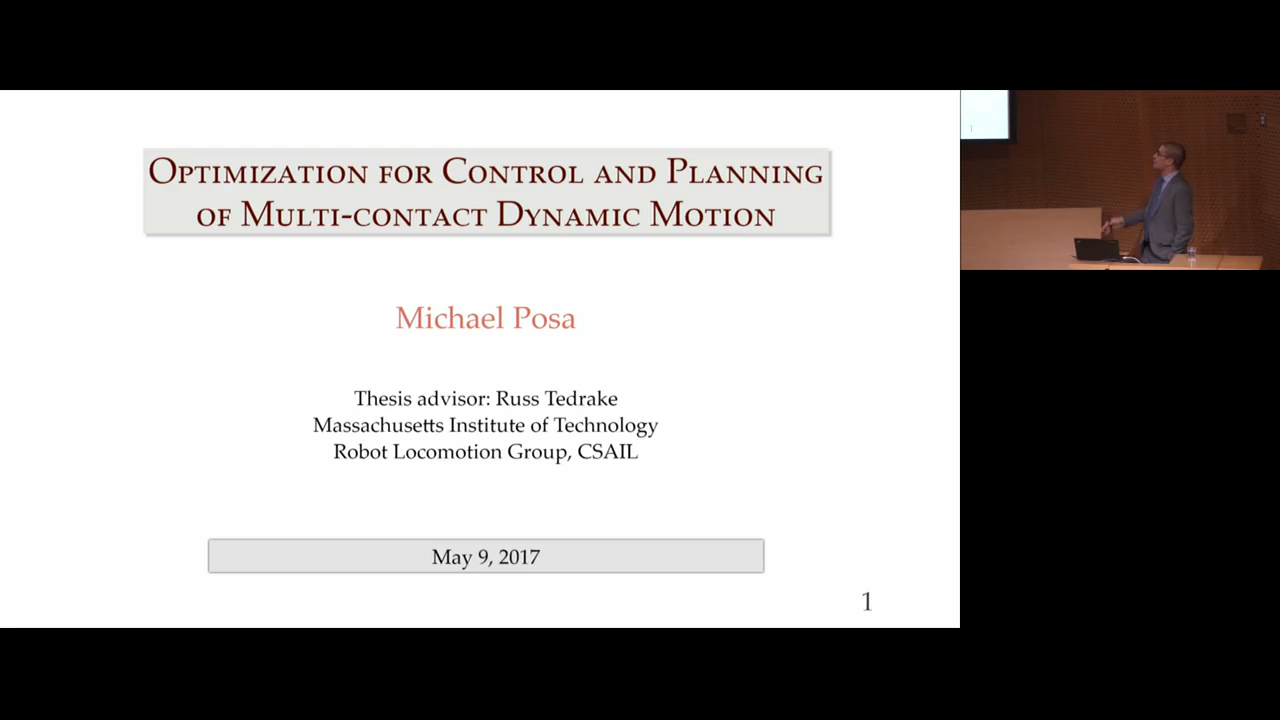 OPTIMIZATION FOR CONTROL AND PLANNING
OF MULTI-CONTACT DYNAMIC MOTION
Michael Posa
Thesis advisor: Russ Tedrake
Massachusetts Institute of Technology
Robot Locomotion Group, CSAIL
May 9, 2017
1